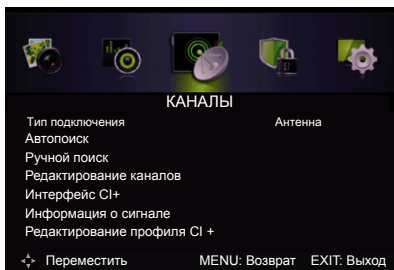 КАНАЛЫ
Тип подключения Антенна
Автопоиск
Ручной поиск
Редактирование каналов
Интерфейс CI+
Информация о сигнале
Редактирование профиля CI +
Переместить MENU: Возврат EXIT: Выход